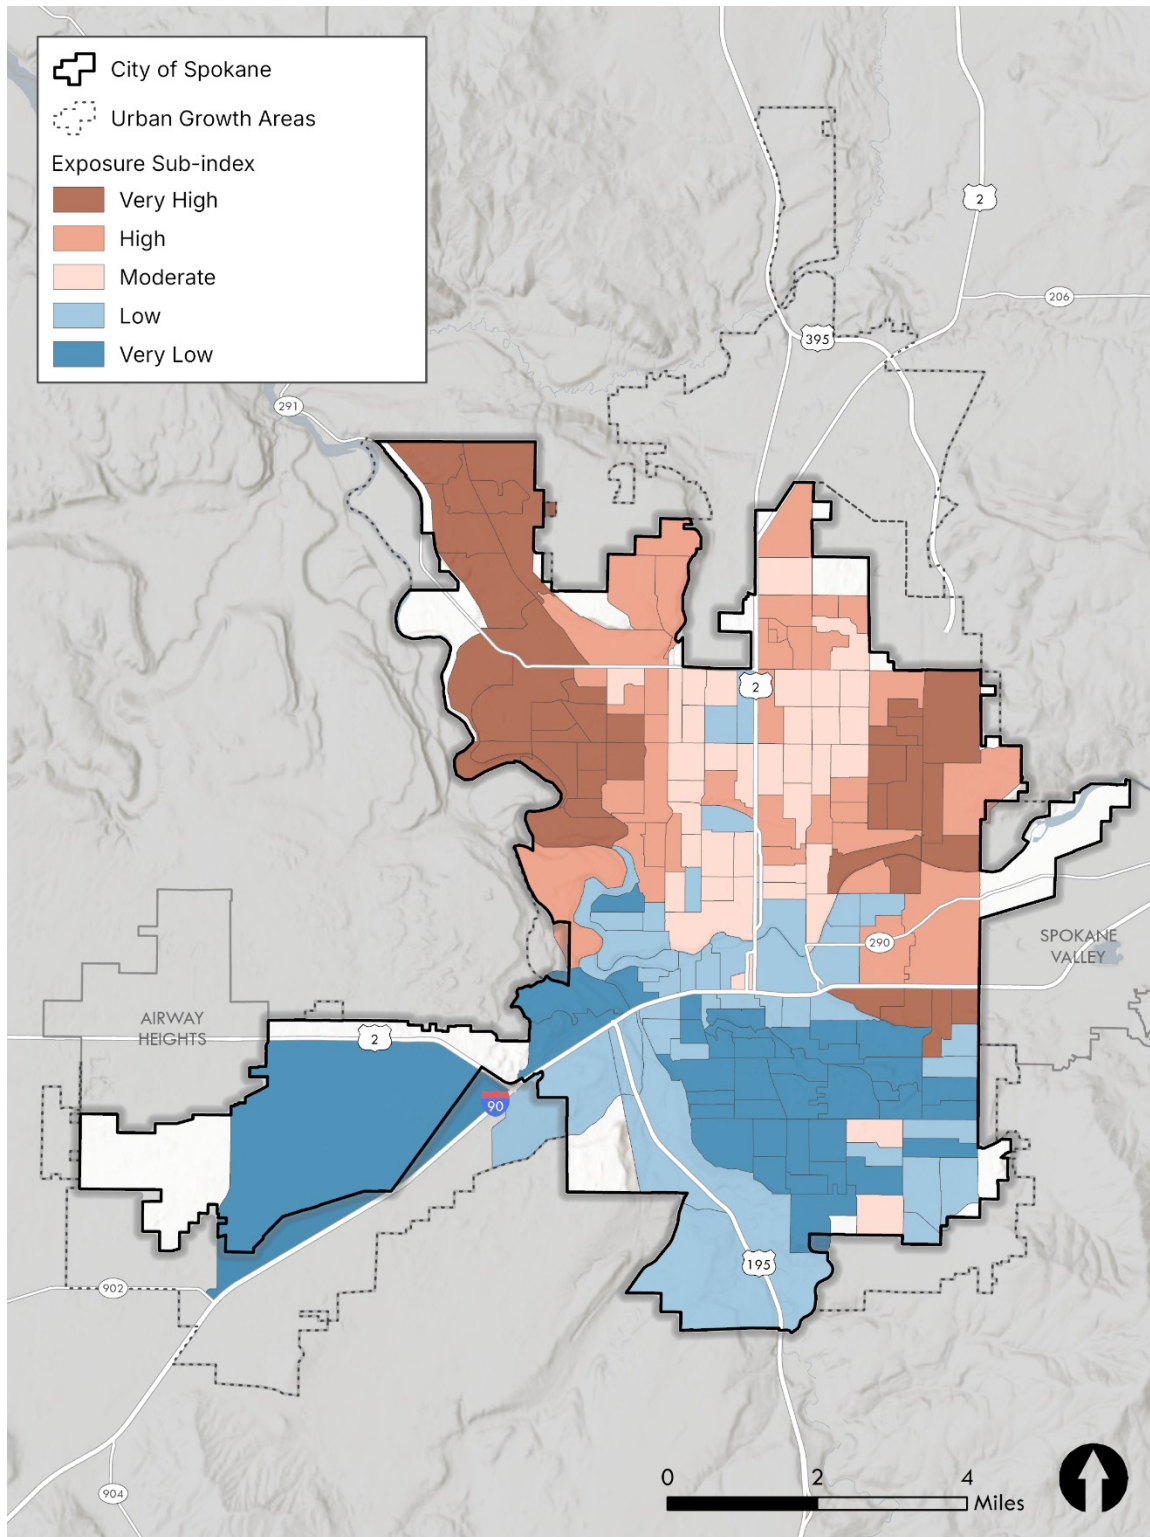 City of Spokane
Urban Growth Areas
Exposure Sub-index
Very High
High
Moderate
Low
Very Low
2
206
395
291
2
290
SPOKANE
VALLEY
AIRWAY
HEIGHTS
2
90
195
902
904
0 2 4
Miles